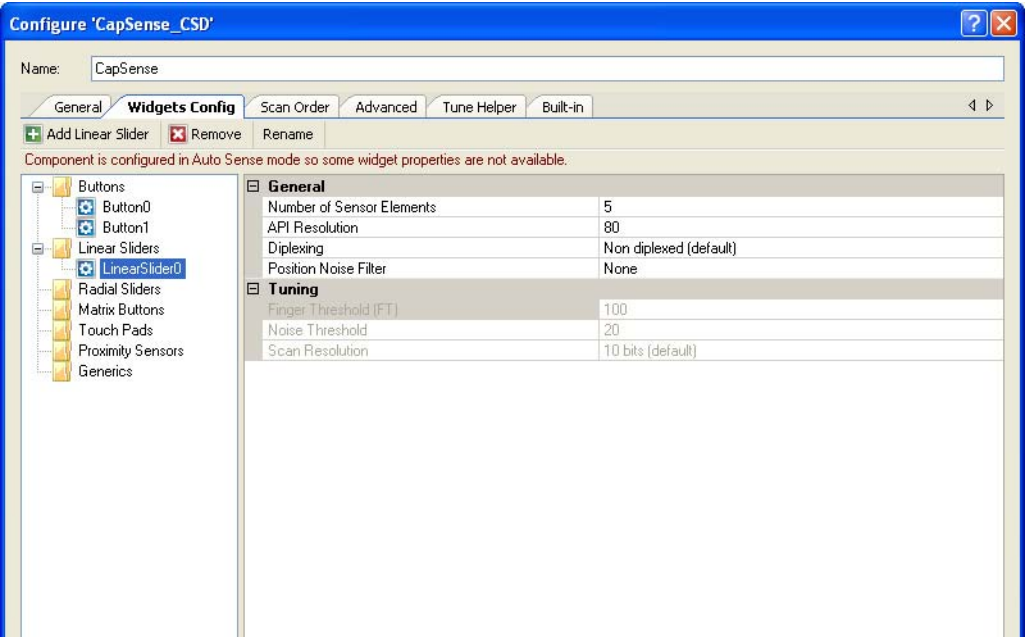 Configure 'CapSense_CSD'
Name: CapSense
General Widgets Config Scan Order Advanced Tune Helper Built-in
Add Linear Slider Remove Rename
Component is configured in Auto Sense mode so some widget properties are not available.
Buttons
Button0
Button1
Linear Sliders
LinearSlider0
Radial Sliders
Matrix Buttons
Touch Pads
Proximity Sensors
Generics
General
Number of Sensor Elements 5
API Resolution 80
Diplexing Non diplexed (default)
Position Noise Filter None
Tuning
Finger Threshold (FT) 100
Noise Threshold 20
Scan Resolution 10 bits (default)